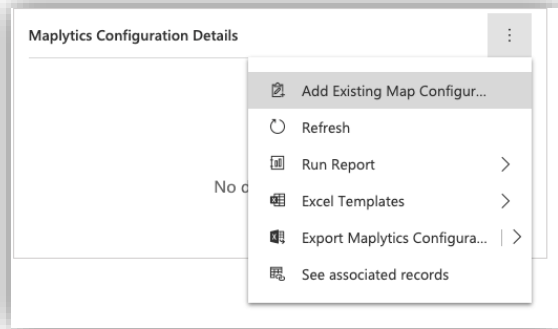 Maplytics Configuration Details
Add Existing Map Configur...
Refresh
Run Report
No d
Excel Templates
Export Maplytics Configura...
See associated records